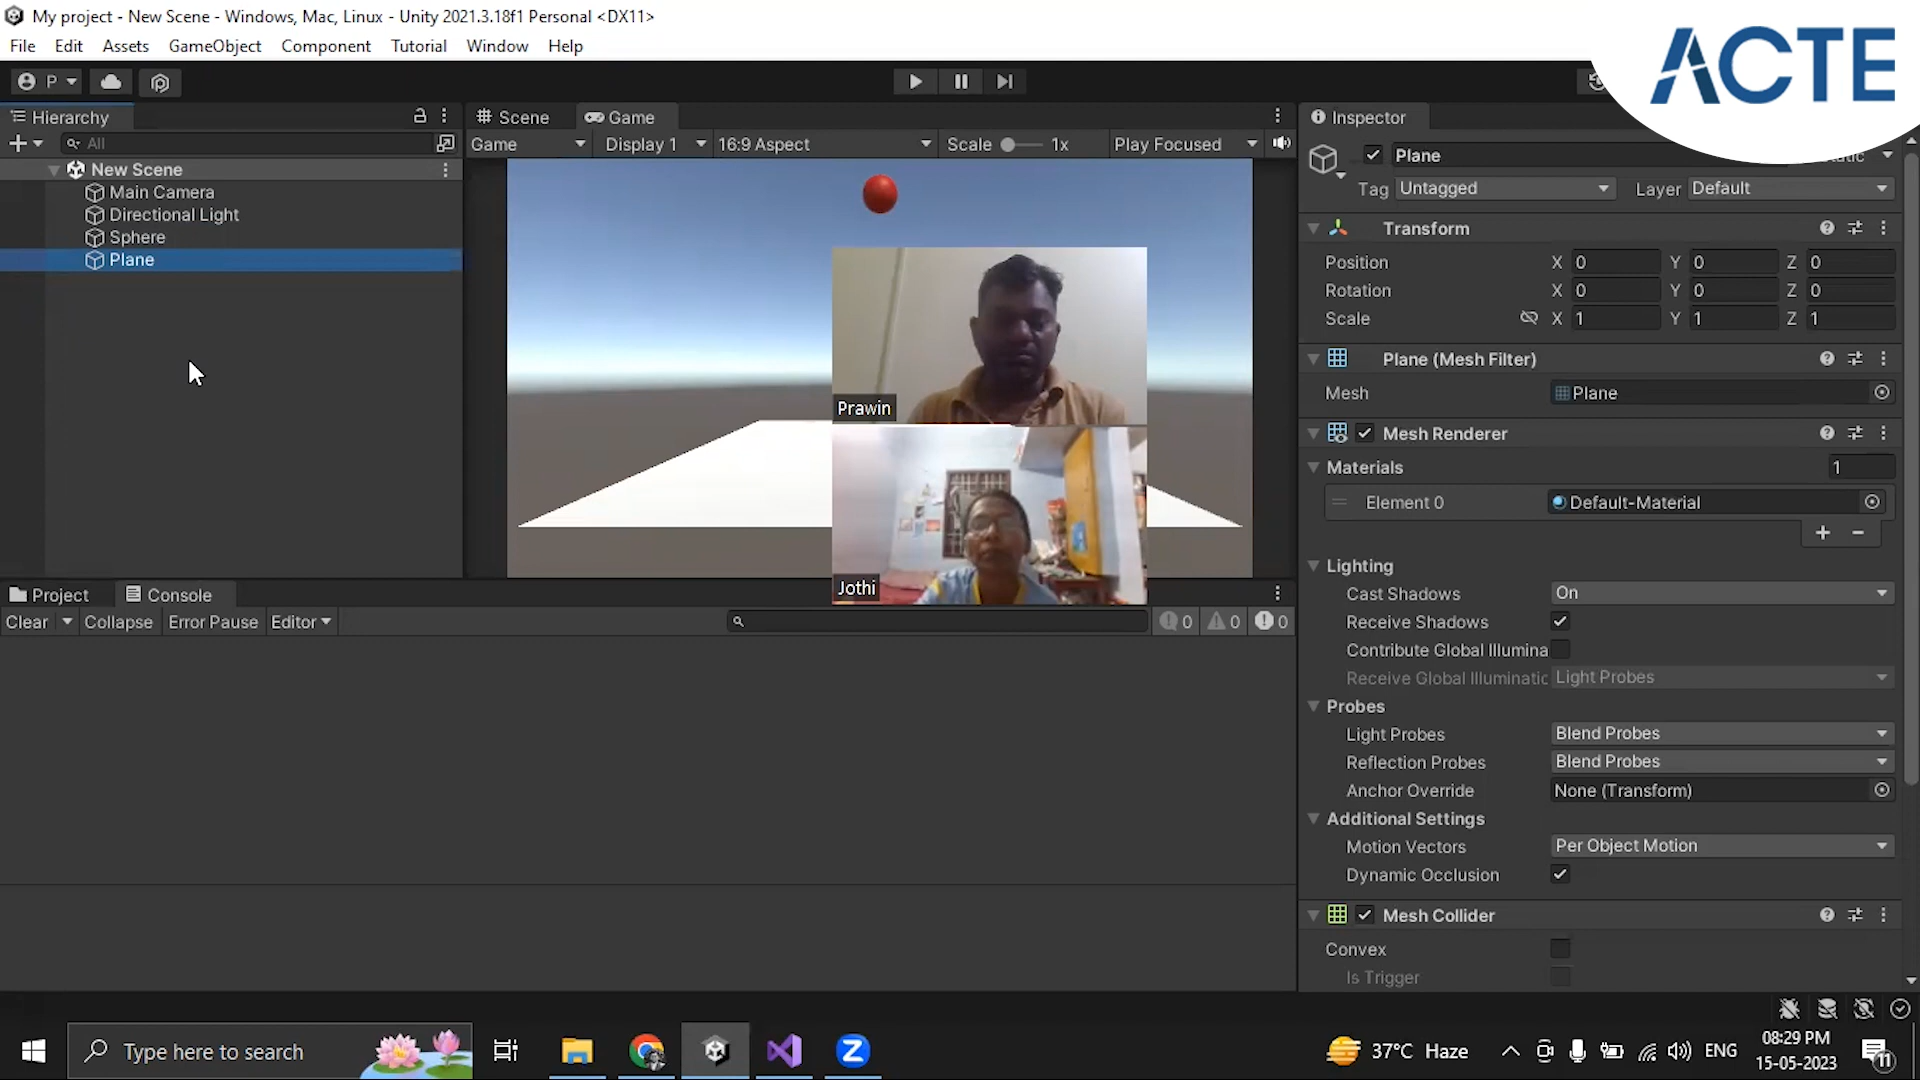 My project - New Scene - Windows, Mac, Linux - Unity 2021.3.18f1 Personal <DX11>
ACTE
File Edit Assets GameObject Component Tutorial Window Help
P
Hierarchy
Scene Game
Inspector
All
Game Display 1 16:9 Aspect Scale 1x Play Focused
Plane
New Scene
Main Camera
Directional Light
Sphere
Plane
Tag Untagged Layer Default
Transform
Position X 0 Y 0 Z 0
Rotation X 0 Y 0 Z 0
Scale X 1 Y 1 Z 1
Plane (Mesh Filter)
Mesh Plane
Mesh Renderer
Materials 1
Element 0 Default-Material
Prawin
Jothi
Lighting
Cast Shadows On
Receive Shadows
Contribute Global Illumina
Receive Global Illuminatic Light Probes
Probes
Light Probes Blend Probes
Reflection Probes Blend Probes
Anchor Override None (Transform)
Additional Settings
Motion Vectors Per Object Motion
Dynamic Occlusion
Mesh Collider
Convex
Is Trigger
Project Console
Clear Collapse Error Pause Editor 0 0 0
Type here to search
37°C Haze
ENG
08:29 PM
15-05-2023
11